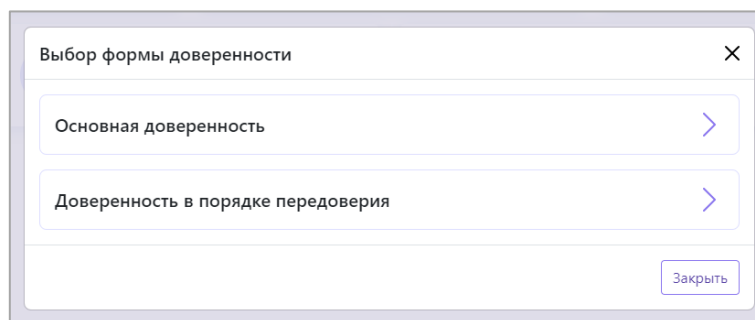 Выбор формы доверенности
Основная доверенность
Доверенность в порядке передоверия
Закрыть